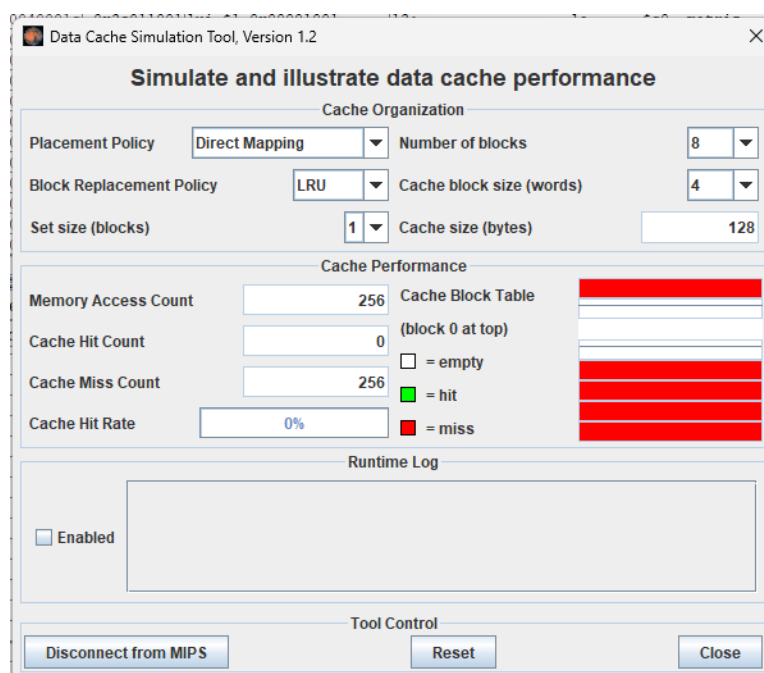 Data Cache Simulation Tool, Version 1.2
Simulate and illustrate data cache performance
Cache Organization
Placement Policy Direct Mapping Number of blocks 8
Block Replacement Policy LRU Cache block size (words) 4
Set size (blocks) 1 Cache size (bytes) 128
Cache Performance
Memory Access Count 256 Cache Block Table
(block 0 at top)
Cache Hit Count 0
= empty
Cache Miss Count 256
= hit
Cache Hit Rate 0%
= miss
Runtime Log
Enabled
Tool Control
Disconnect from MIPS Reset Close